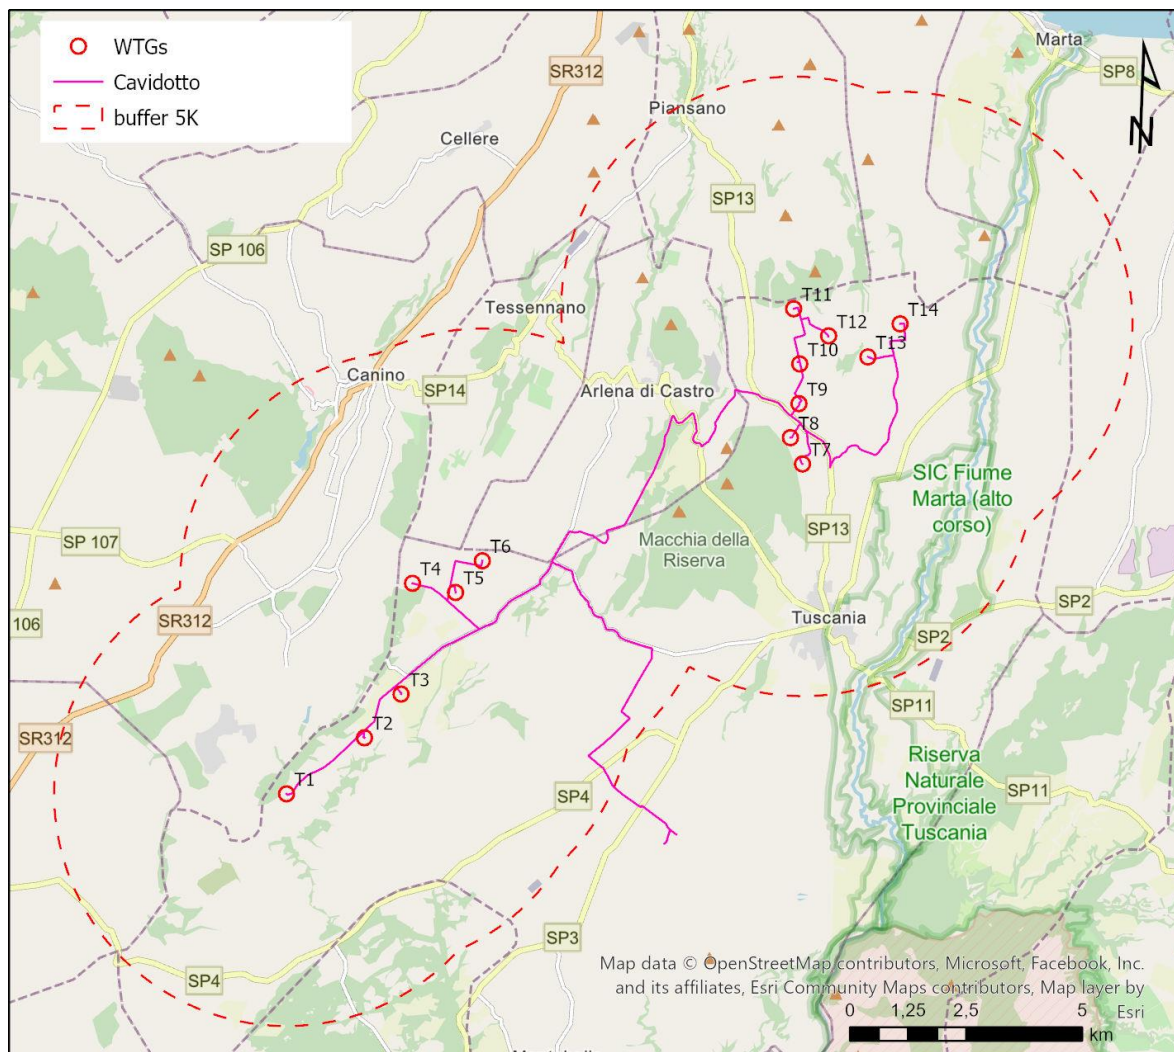 WTGs
Cavidotto
buffer 5K
SR312
Marta
SP8
N
Piansano
Cellere
SP13
SP 106
Tessennano
T11
T14
T12
T13
T10
Canino
SP14
Arlena di Castro
T9
T8
T7
SIC Fiume
Marta (alto
corso)
SP13
SP 107
Macchia della
Riserva
T6
T4
T5
106
SR312
SP2
Tuscania
SP2
T3
SP11
SR312
T2
Riserva
Naturale
Provinciale
Tuscania
T1
SP4
SP11
SP3
SP4
Map data © OpenStreetMap contributors, Microsoft, Facebook, Inc.
and its affiliates, Esri Community Maps contributors, Map layer by
Esri
0 1,25 2,5 5
km